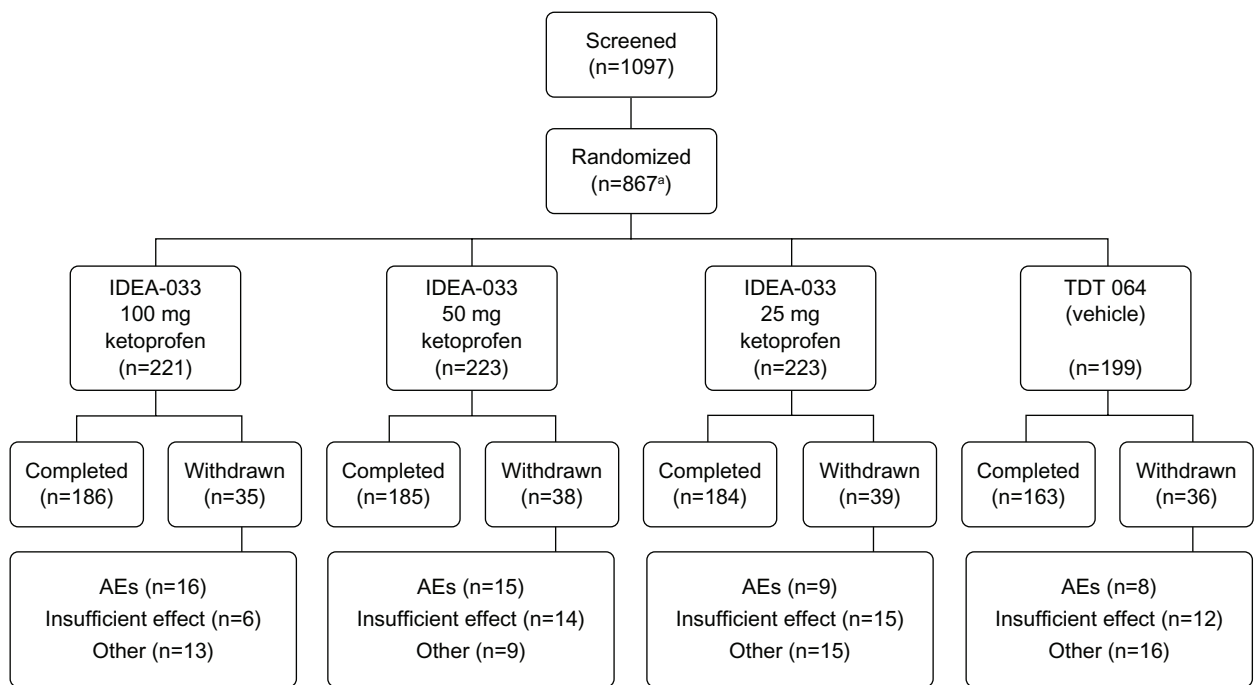 Screened
(n=1097)
Randomized
(n=867ª)
IDEA-033
100 mg
ketoprofen
(n=221)
IDEA-033
50 mg
ketoprofen
(n=223)
IDEA-033
25 mg
ketoprofen
(n=223)
TDT 064
(vehicle)
(n=199)
Completed
(n=186)
Withdrawn
(n=35)
Completed
(n=185)
Withdrawn
(n=38)
Completed
(n=184)
Withdrawn
(n=39)
Completed
(n=163)
Withdrawn
(n=36)
AEs (n=16)
Insufficient effect (n=6)
Other (n=13)
AEs (n=15)
Insufficient effect (n=14)
Other (n=9)
AEs (n=9)
Insufficient effect (n=15)
Other (n=15)
AEs (n=8)
Insufficient effect (n=12)
Other (n=16)